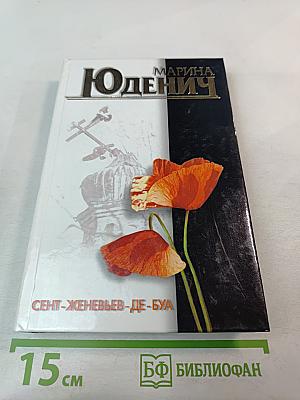 МАРИНА
ЮДЕНИЧ
СЕНТ-ЖЕНЕВЬЕВ-ДЕ-БУА
15 см
БФ БИБЛИОФАН